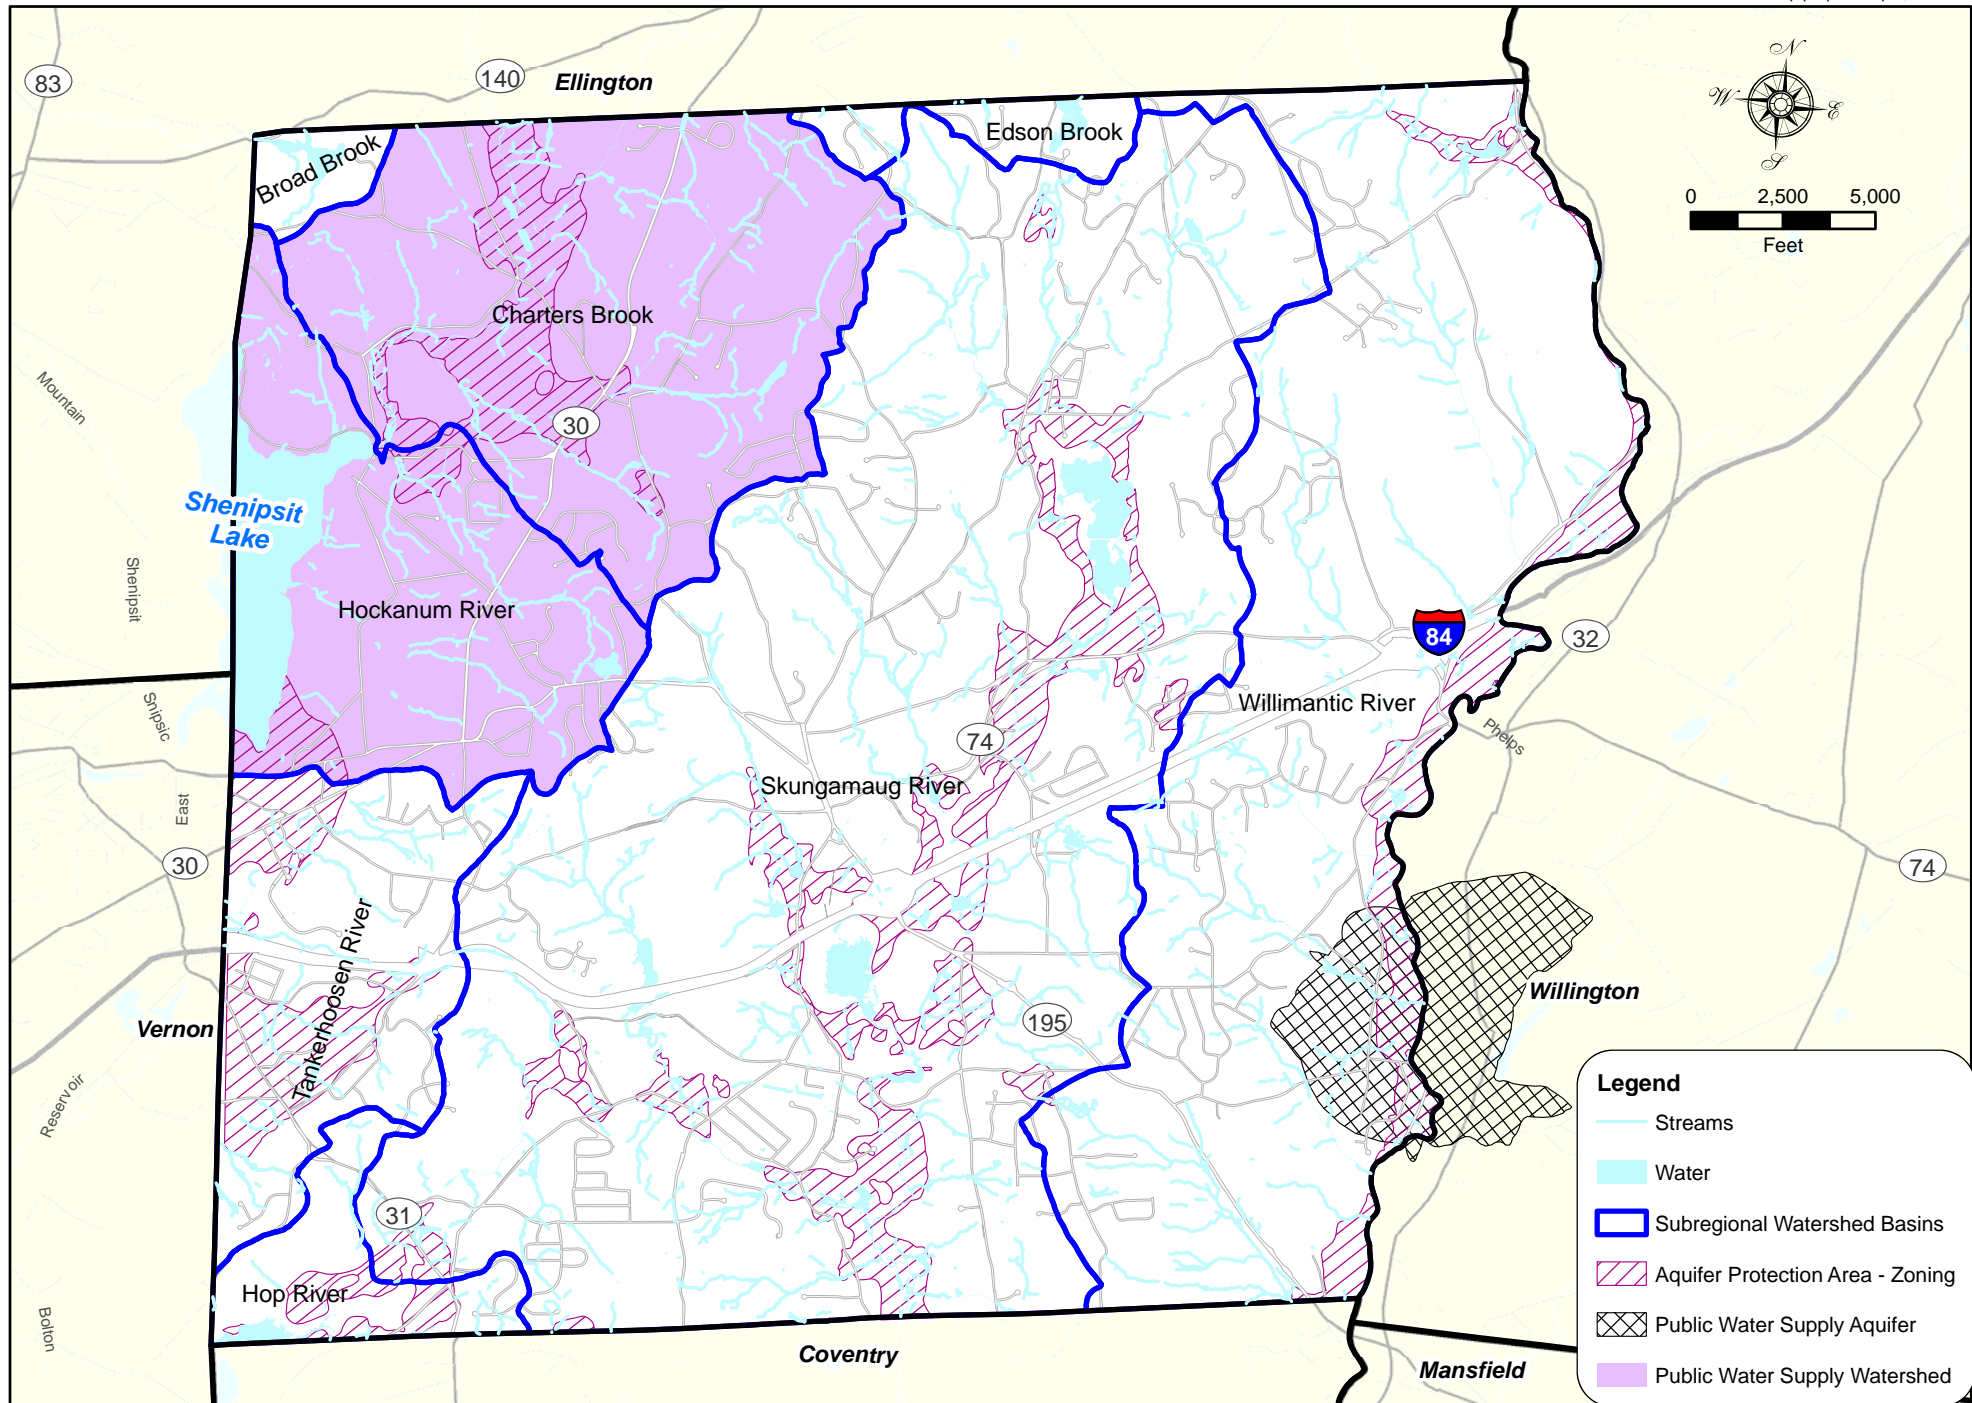 83
140
Ellington
N
W
E
S
0 2,500 5,000
Feet
Broad Brook
Edson Brook
Charters Brook
Mountain
30
Shenipsit
Lake
Shenipsit
Hockanum River
84
32
Snipsic
Willimantic River
Phelps
74
Skungamaug River
East
30
74
Tankerhoosen River
Vernon
195
Willington
Reservoir
31
Hop River
Bolton
Coventry
Mansfield
Legend
Streams
Water
Subregional Watershed Basins
Aquifer Protection Area - Zoning
Public Water Supply Aquifer
Public Water Supply Watershed